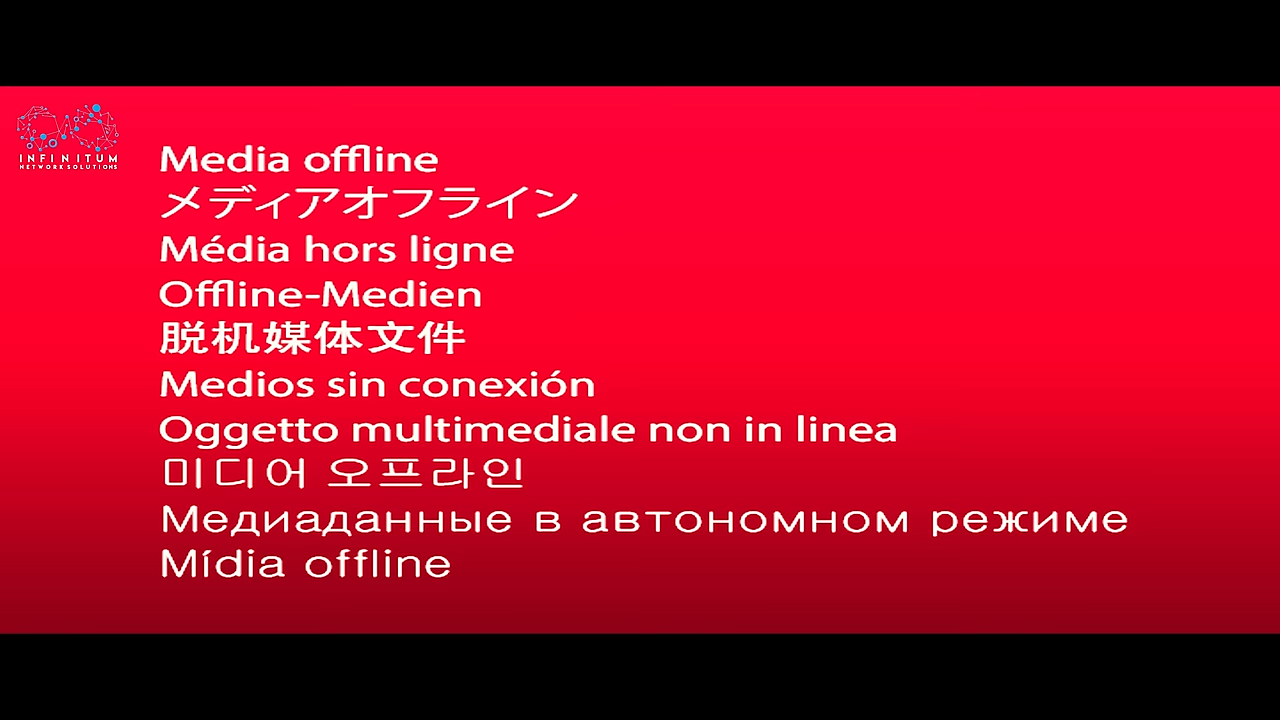 INFINITUM
NETWORK SOLUTIONS
Media offline
メディアオフライン
Média hors ligne
Offline-Medien
脱机媒体文件
Medios sin conexión
Oggetto multimediale non in linea
미디어 오프라인
Медиаданные в автономном режиме
Mídia offline